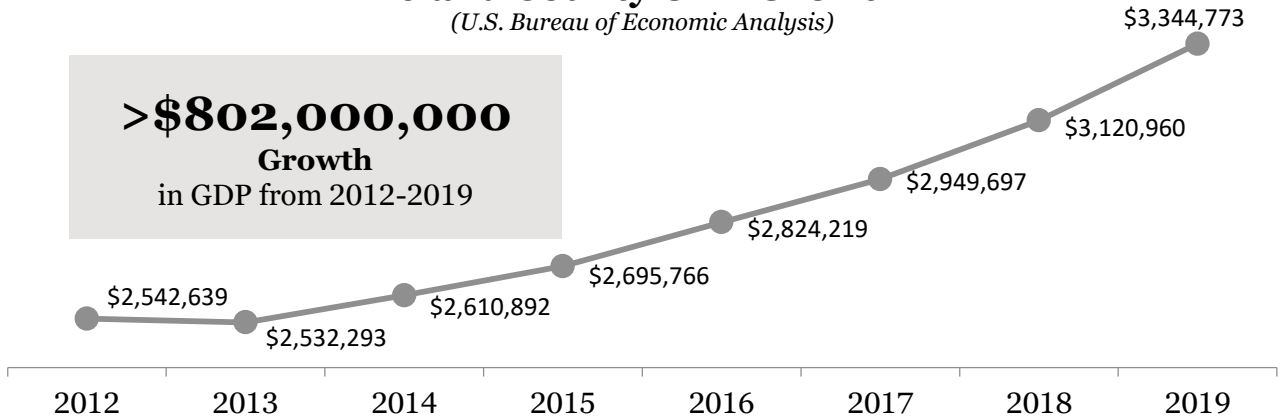 (U.S. Bureau of Economic Analysis)
$3,344,773
>$802,000,000
Growth
in GDP from 2012-2019
$3,120,960
$2,949,697
$2,824,219
$2,695,766
$2,542,639
$2,610,892
$2,532,293
2012 2013 2014 2015 2016 2017 2018 2019